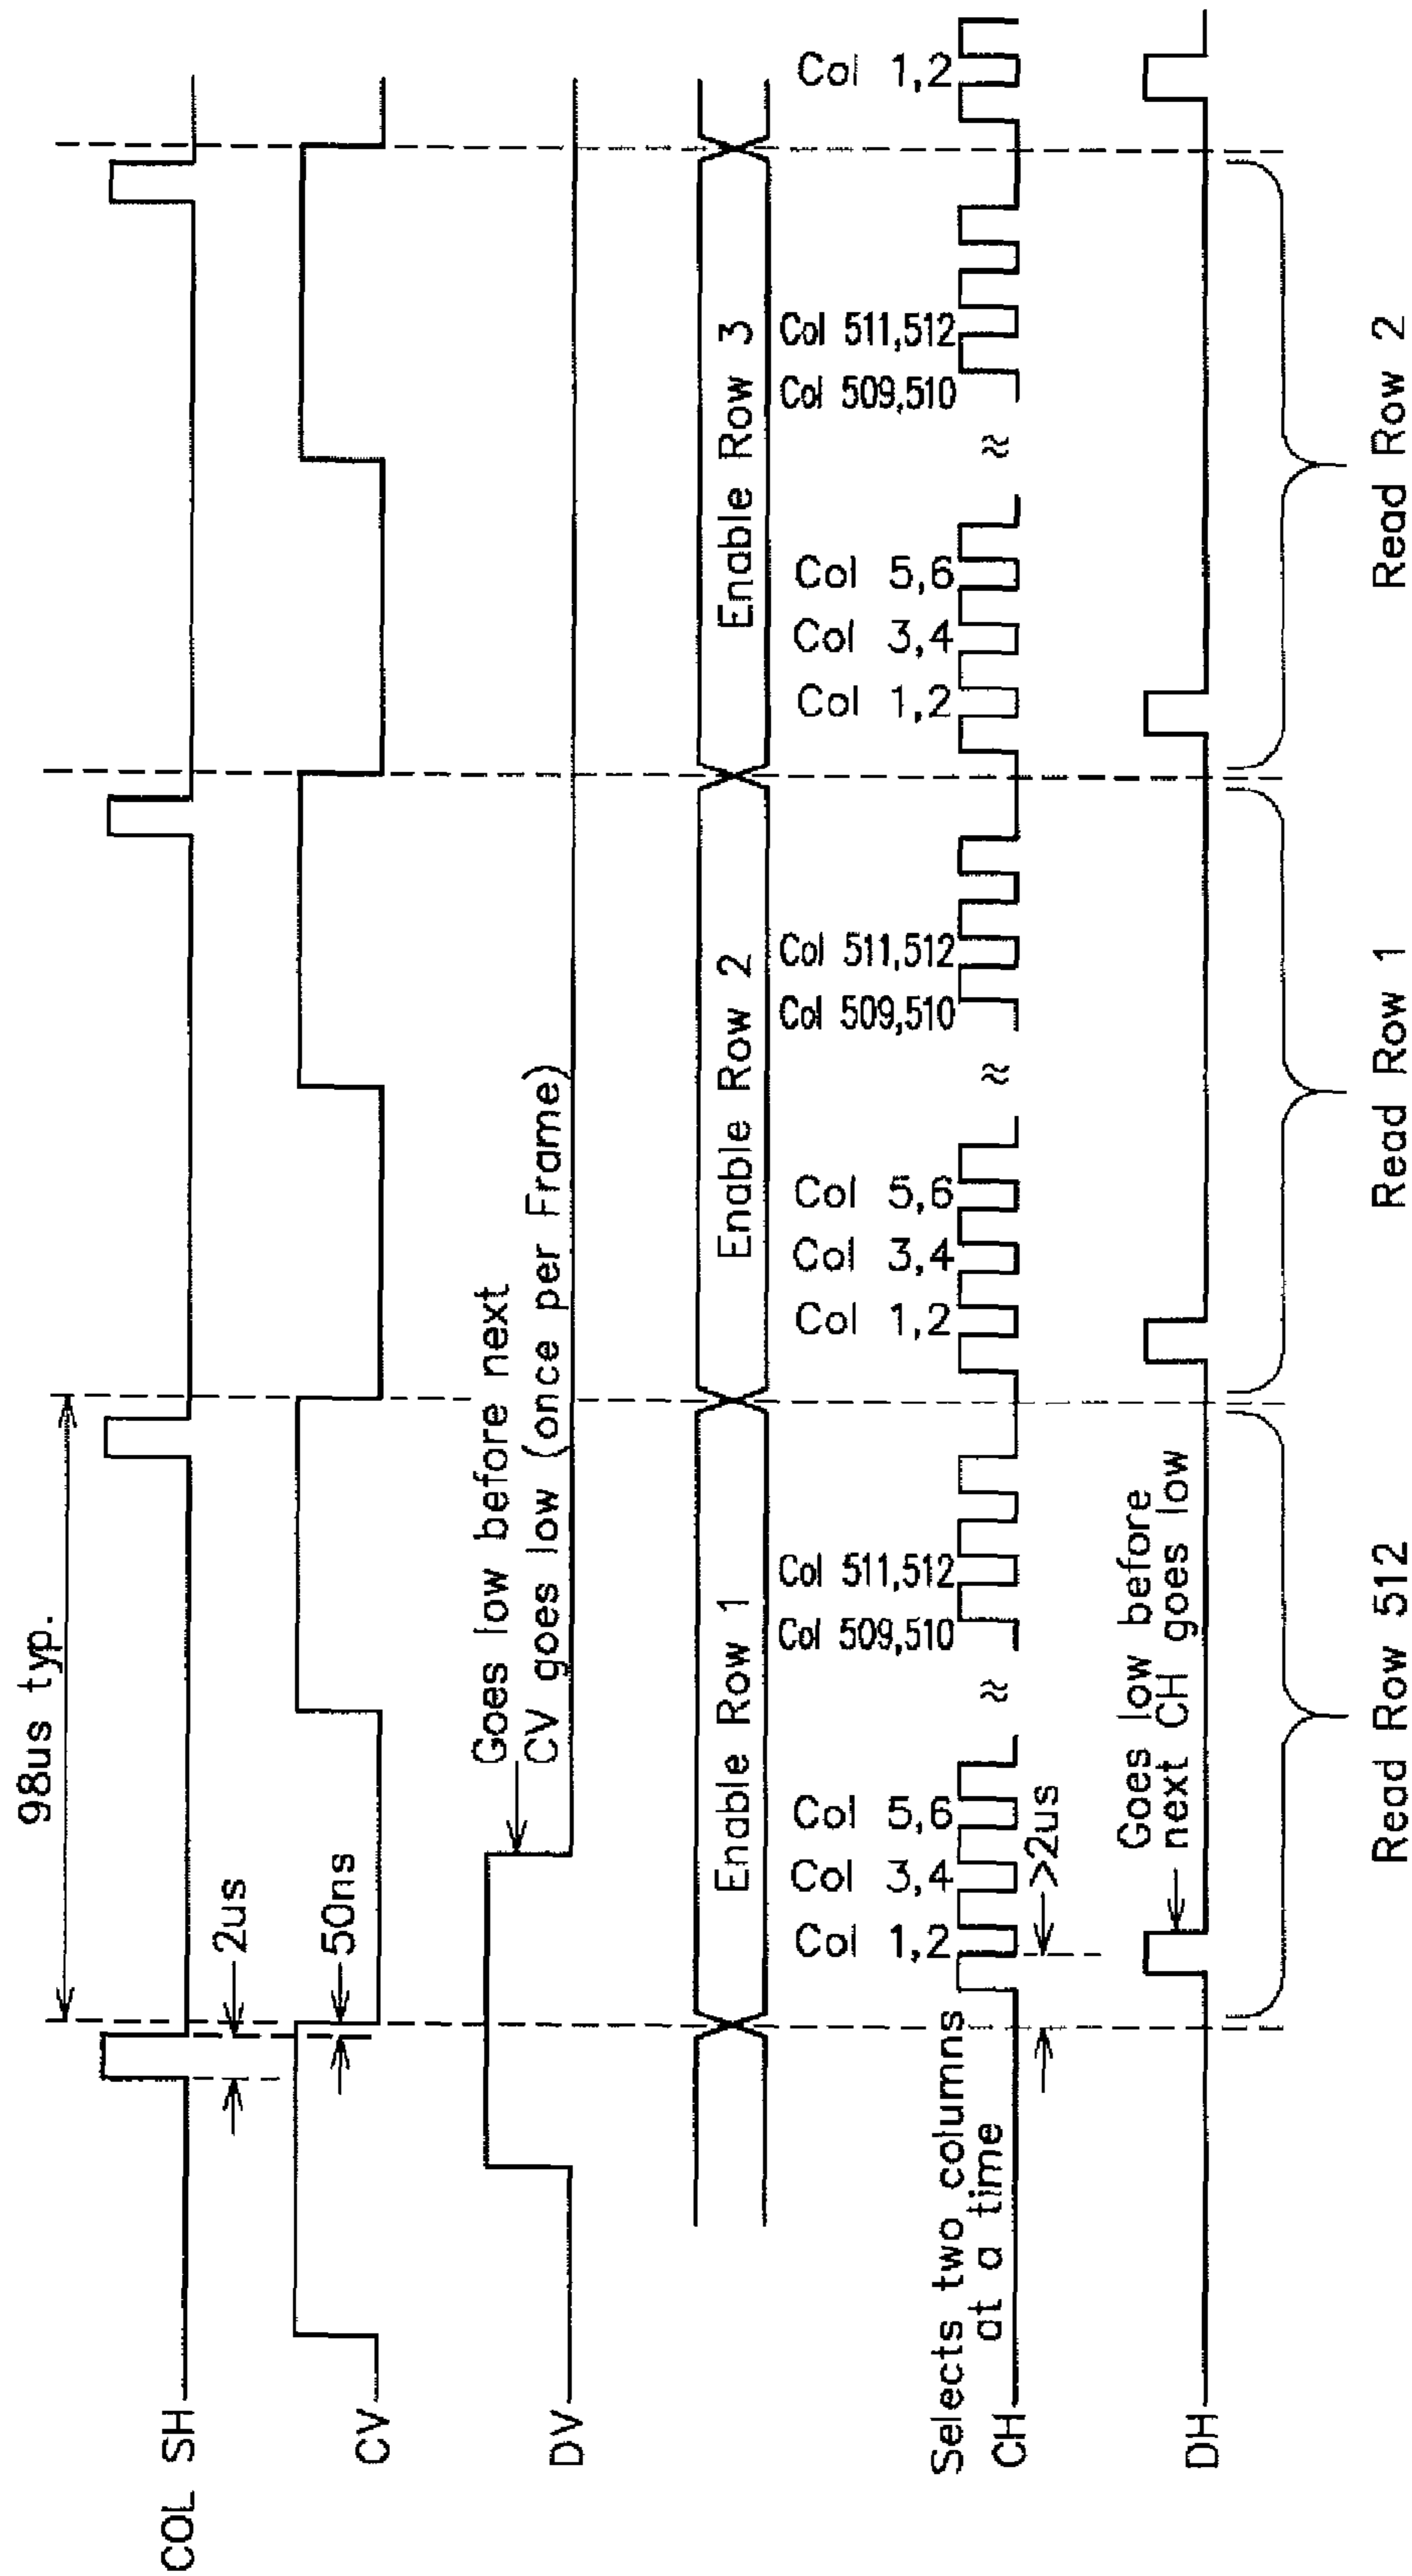 98us typ.
COL SH
2us
CV
50ns
DV
Goes low before next
CV goes low (once per Frame)
Enable Row 1
Enable Row 2
Enable Row 3
Selects two columns
at a time
CH
Col 1,2
Col 3,4
Col 5,6
≈
Col 509,510
Col 511,512
Col 1,2
Col 3,4
Col 5,6
≈
Col 509,510
Col 511,512
Col 1,2
Col 3,4
Col 5,6
≈
Col 509,510
Col 511,512
Col 1,2
>2us
DH
Goes low before
next CH goes low
Read Row 512
Read Row 1
Read Row 2